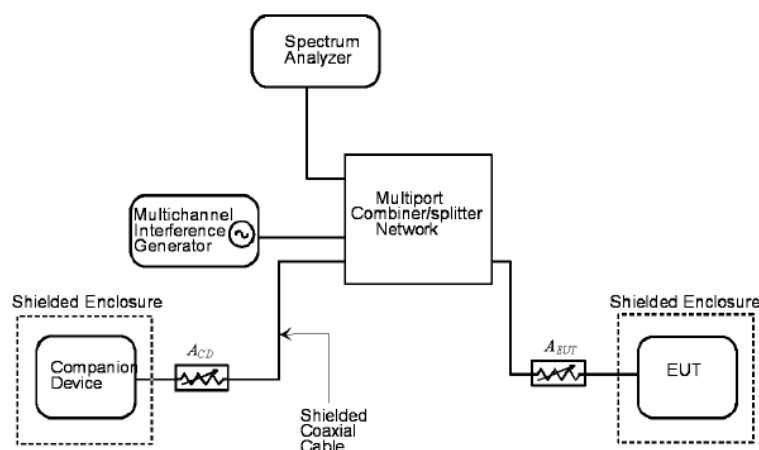 Spectrum
Analyzer
Multiport
Combiner/splitter
Network
Multichannel
Interference
Generator
Shielded Enclosure
Companion
Device
A_CD
Shielded
Coaxial
Cable
Shielded Enclosure
A_EUT
EUT